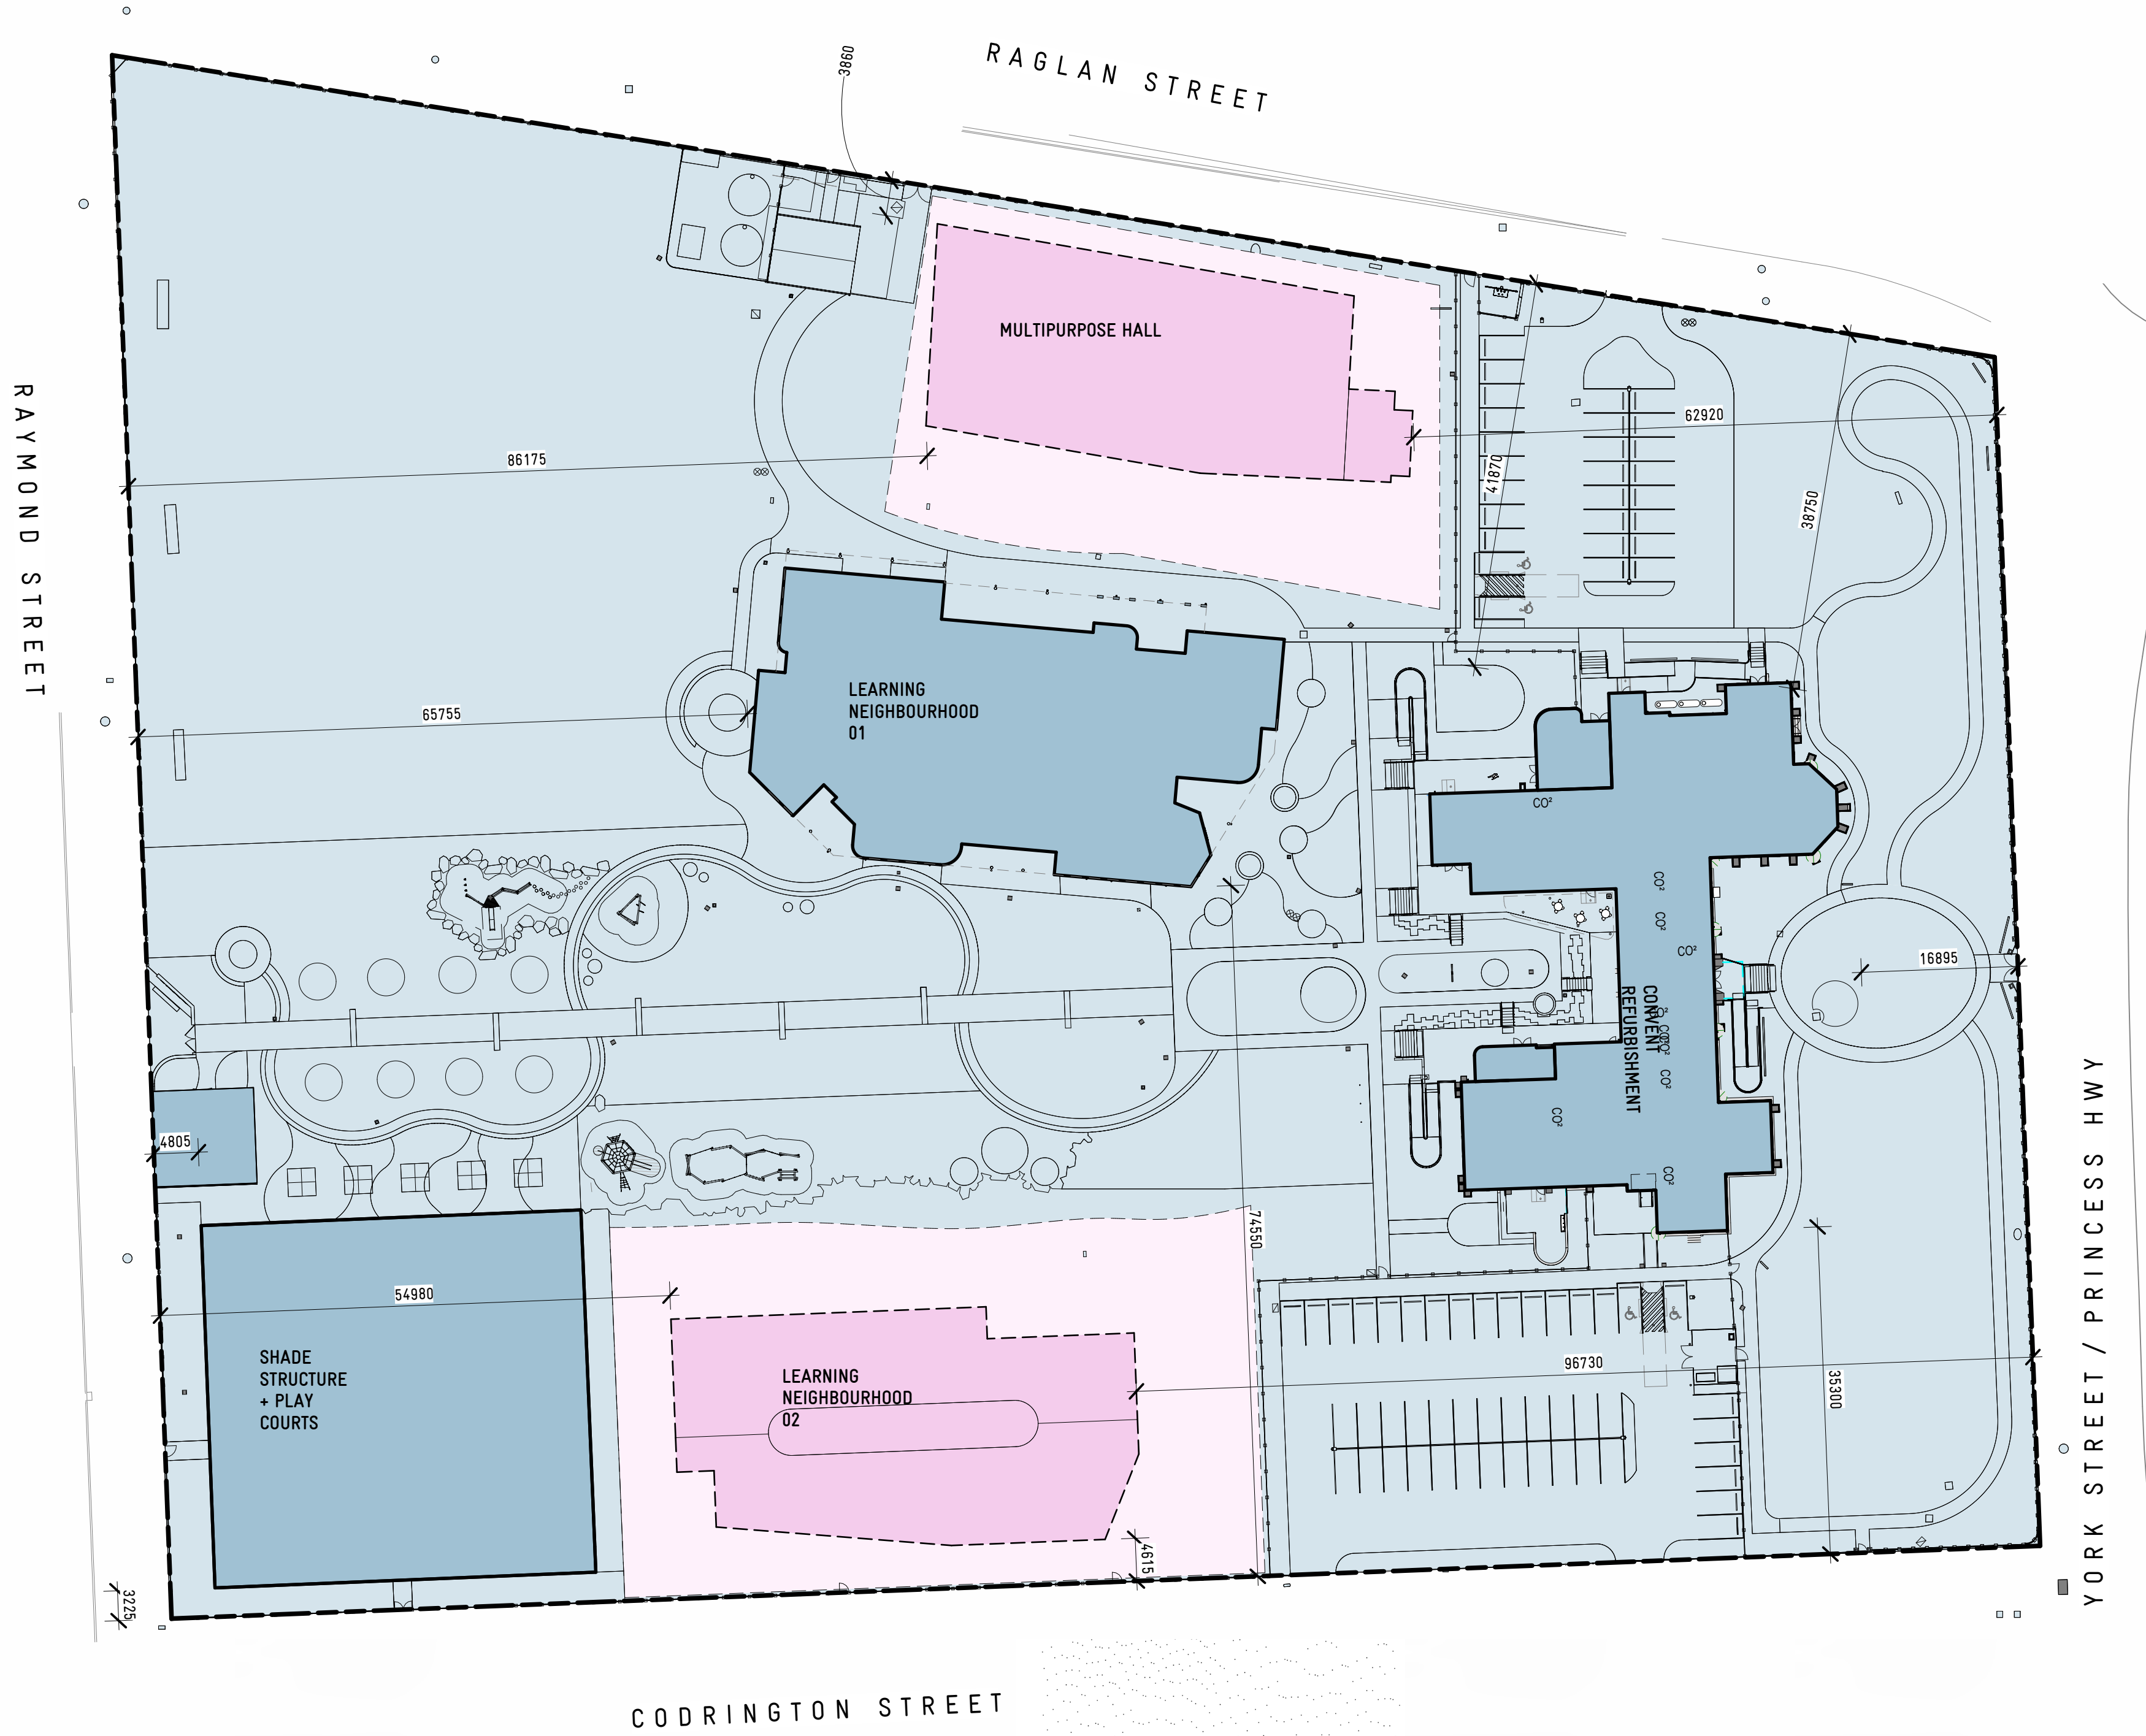 3860
RAGLAN STREET
MULTIPURPOSE HALL
RAYMOND STREET
86175
62920
41870
38750
65755
LEARNING
NEIGHBOURHOOD
01
CO²
CO²
CO²
CO²
16895
CONVENT
REFURBISHMENT
CO²
CO²
CO²
CO²
4805
74550
54980
SHADE
STRUCTURE
+ PLAY
COURTS
LEARNING
NEIGHBOURHOOD
02
96730
35300
4615
3225
YORK STREET / PRINCESS HWY
CODRINGTON STREET